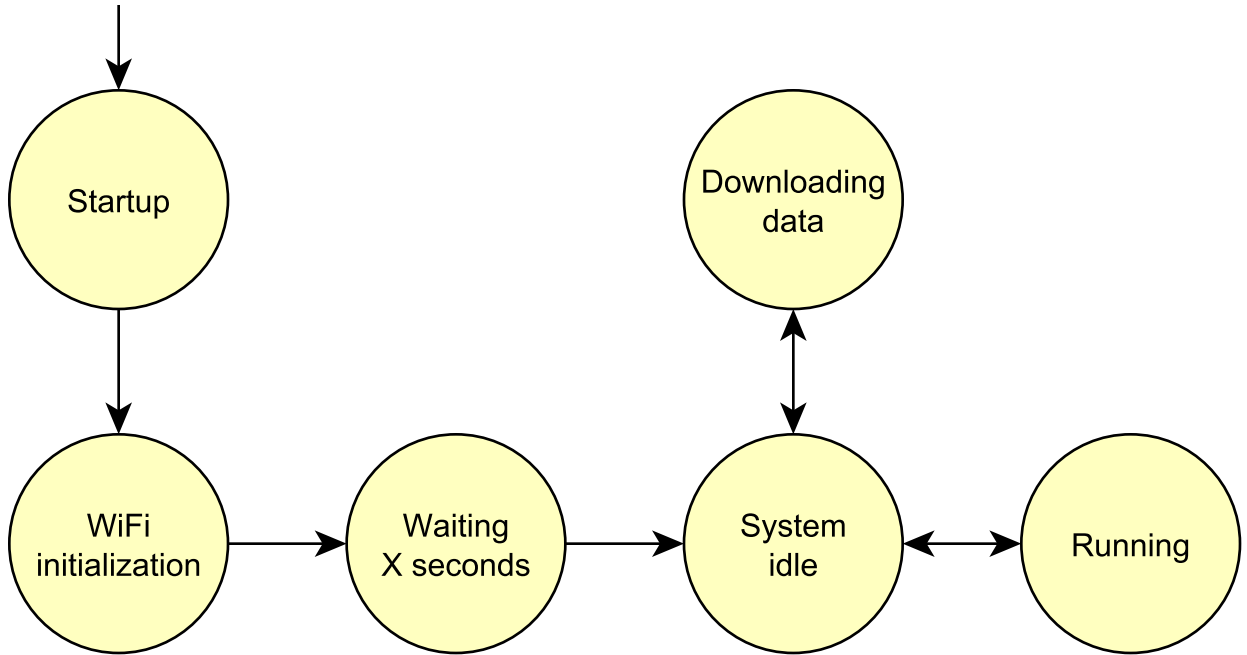 Startup
Downloading
data
WiFi
initialization
Waiting
X seconds
System
idle
Running